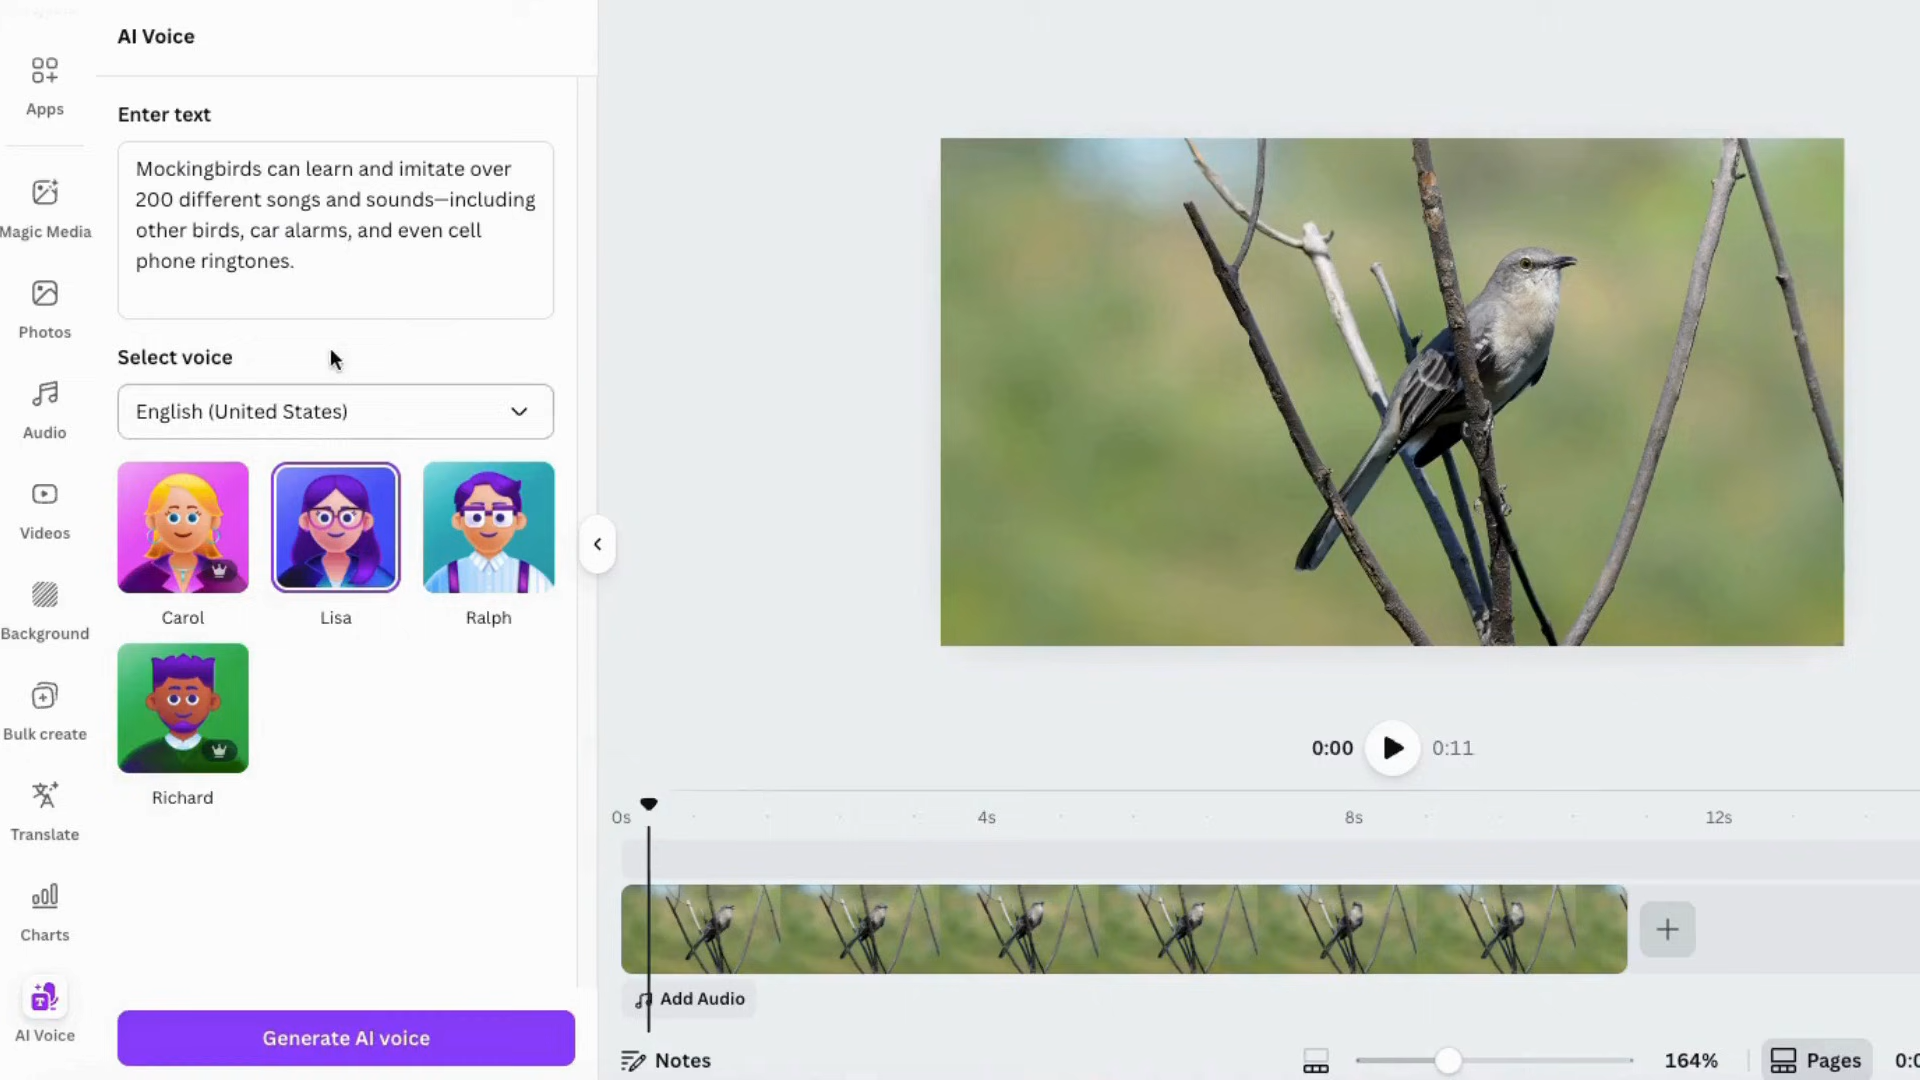 AI Voice
Apps
Magic Media
Photos
Audio
Videos
Background
Bulk create
Translate
Charts
AI Voice
Enter text
Mockingbirds can learn and imitate over
200 different songs and sounds—including
other birds, car alarms, and even cell
phone ringtones.
Select voice
English (United States)
Carol
Lisa
Ralph
Richard
Generate AI voice
0:00
0:11
0s
4s
8s
12s
Add Audio
Notes
164%
Pages